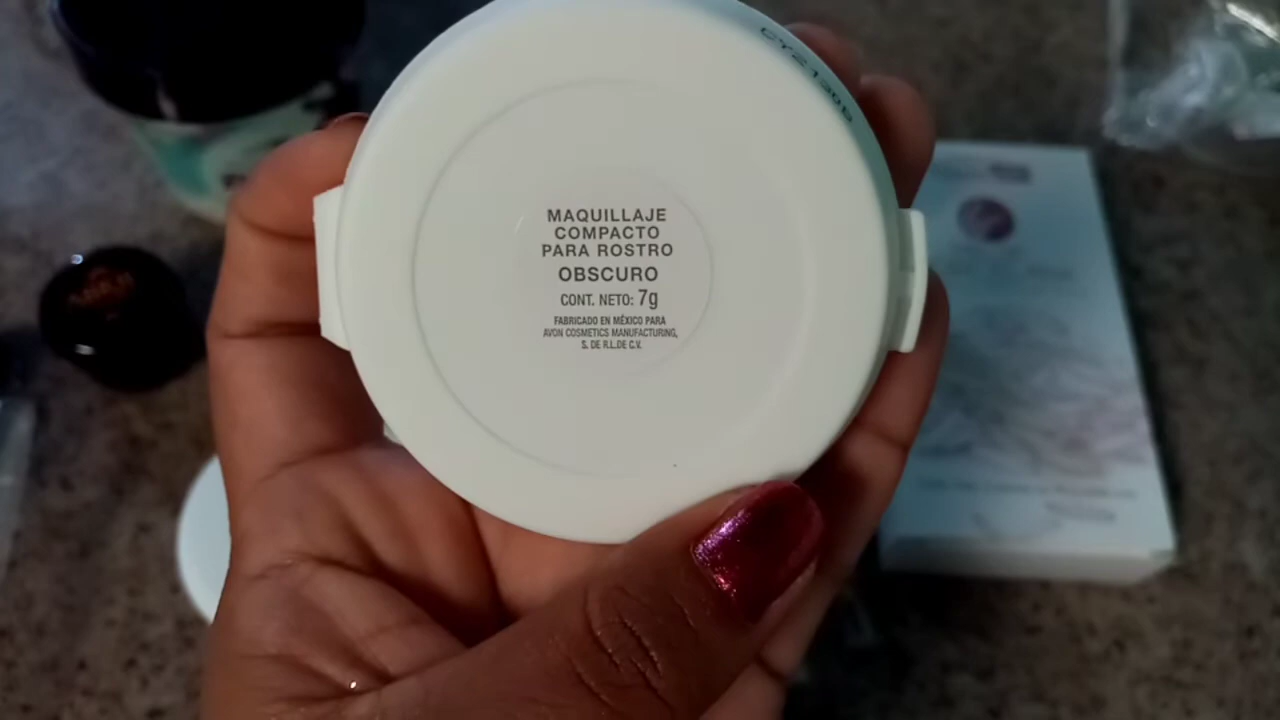 MAQUILLAJE
COMPACTO
PARA ROSTRO
OBSCURO
CONT. NETO: 7g
FABRICADO EN MÉXICO PARA
AVON COSMETICS MANUFACTURING,
S. DE R.L.DE C.V.